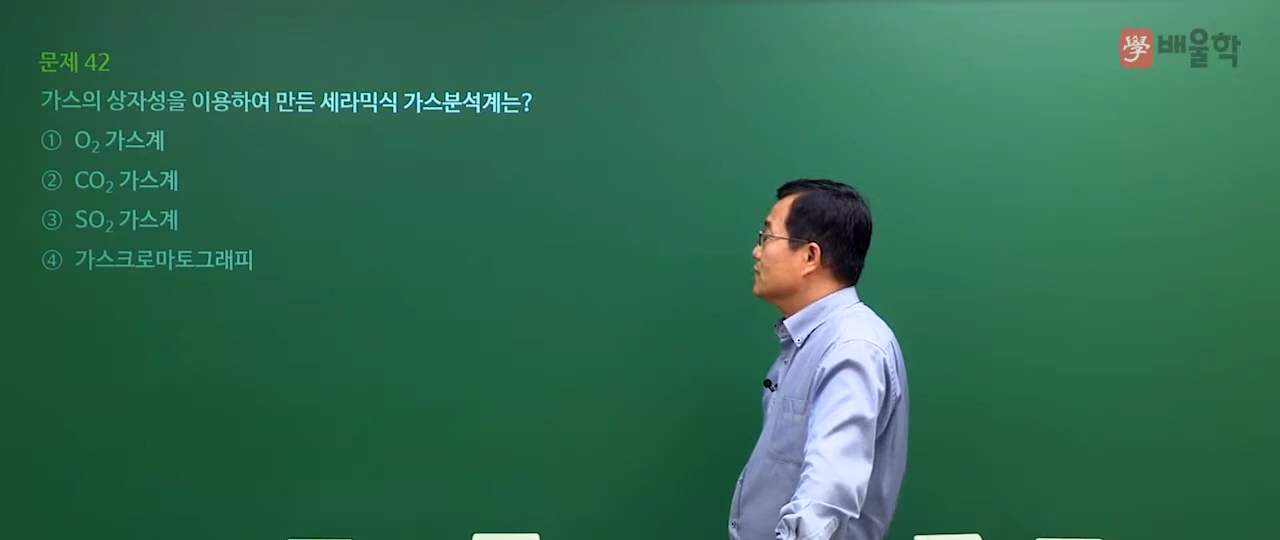 學 배울학
문제 42
가스의 상자성을 이용하여 만든 세라믹식 가스분석계는?
① O₂ 가스계
② CO₂ 가스계
③ SO₂ 가스계
④ 가스크로마토그래피